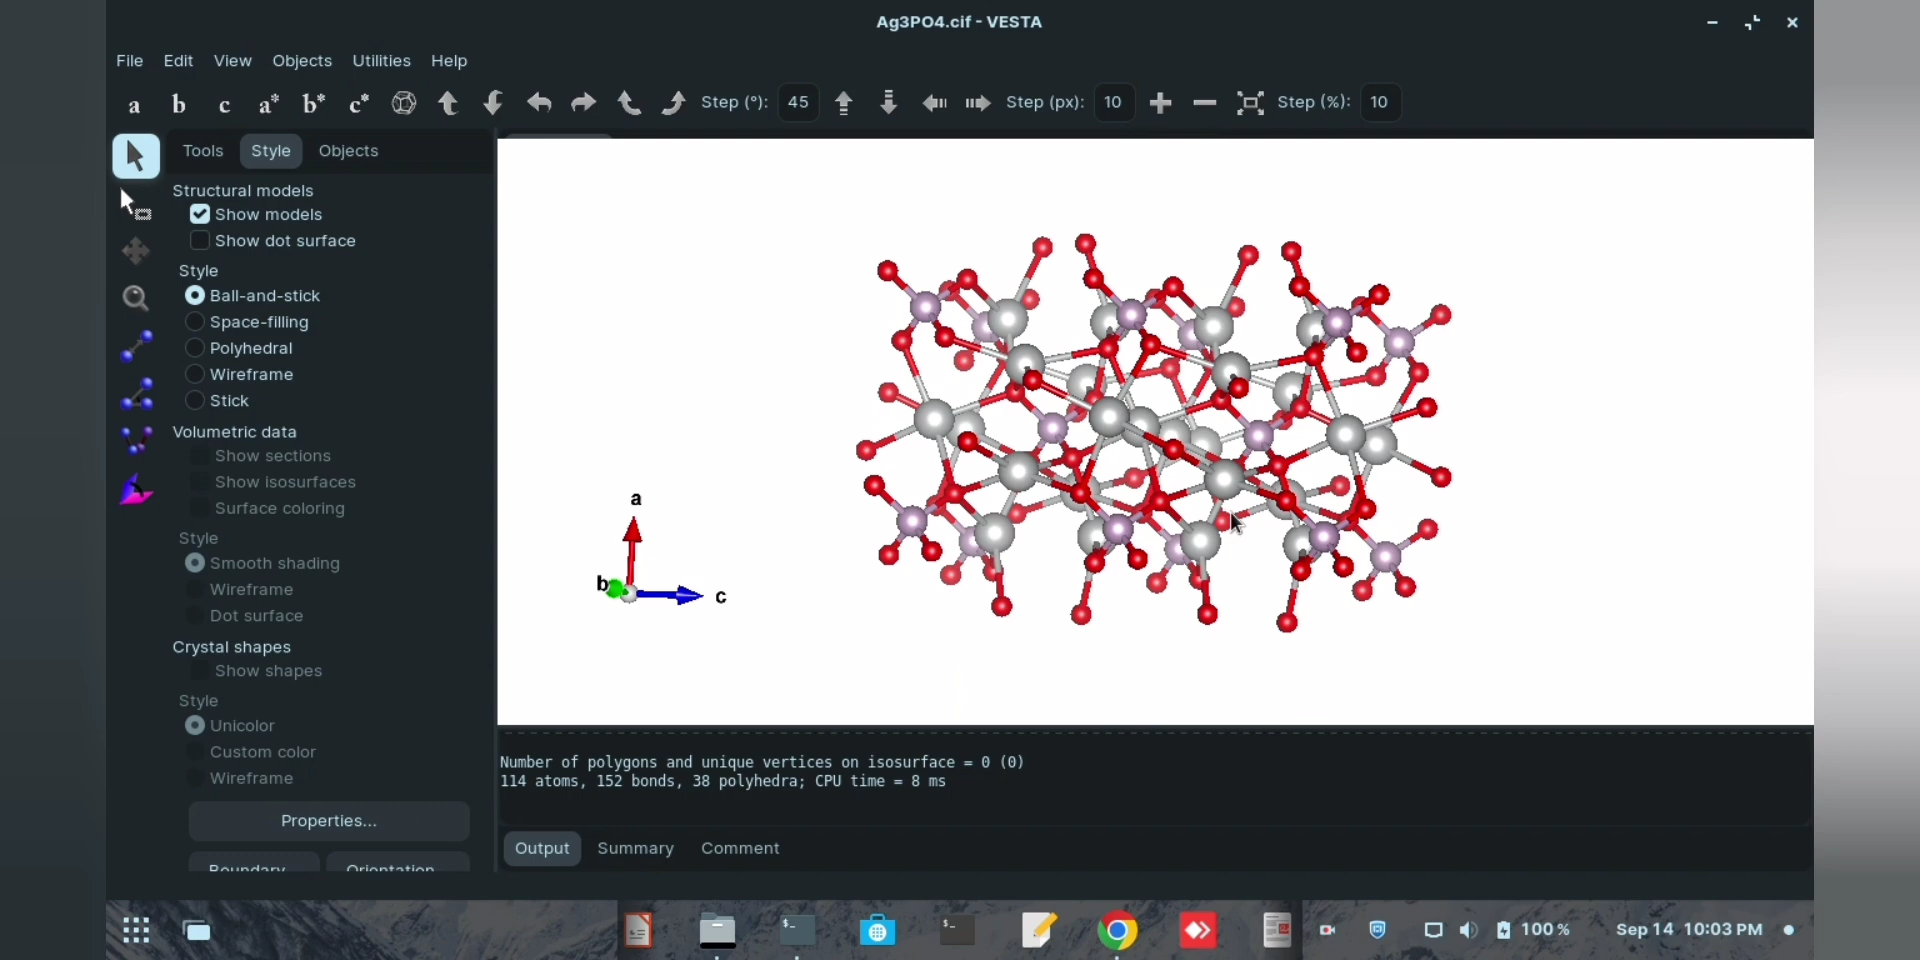 Ag3PO4.cif - VESTA
File Edit View Objects Utilities Help
a b c a* b* c* Step (°): 45 Step (px): 10 Step (%): 10
Tools Style Objects
Structural models
Show models
Show dot surface
Style
Ball-and-stick
Space-filling
Polyhedral
Wireframe
Stick
Volumetric data
Show sections
Show isosurfaces
Surface coloring
Style
Smooth shading
Wireframe
Dot surface
Crystal shapes
Show shapes
Style
Unicolor
Custom color
Wireframe
Properties...
Boundary Orientation
a
b
c
Number of polygons and unique vertices on isosurface = 0 (0)
114 atoms, 152 bonds, 38 polyhedra; CPU time = 8 ms
Output Summary Comment
$_ $_ 100 % Sep 14 10:03 PM